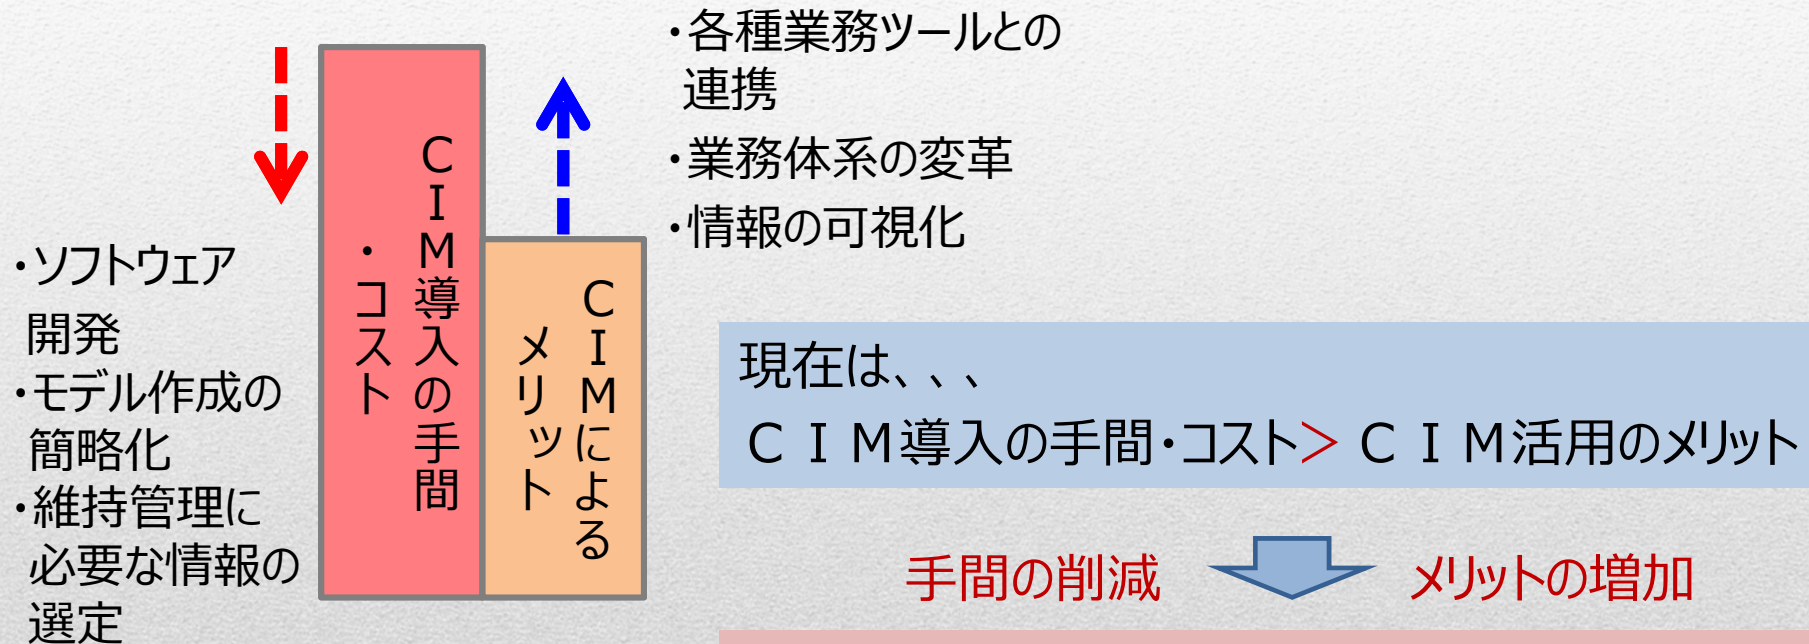 ・各種業務ツールとの
連携
・業務体系の変革
・情報の可視化
・ソフトウェア
開発
・モデル作成の
簡略化
・維持管理に
必要な情報の
選定
ＣＩＭ導入の手間
・コスト
ＣＩＭによる
メリット
現在は、、、
ＣＩＭ導入の手間・コスト＞ＣＩＭ活用のメリット
手間の削減
メリットの増加